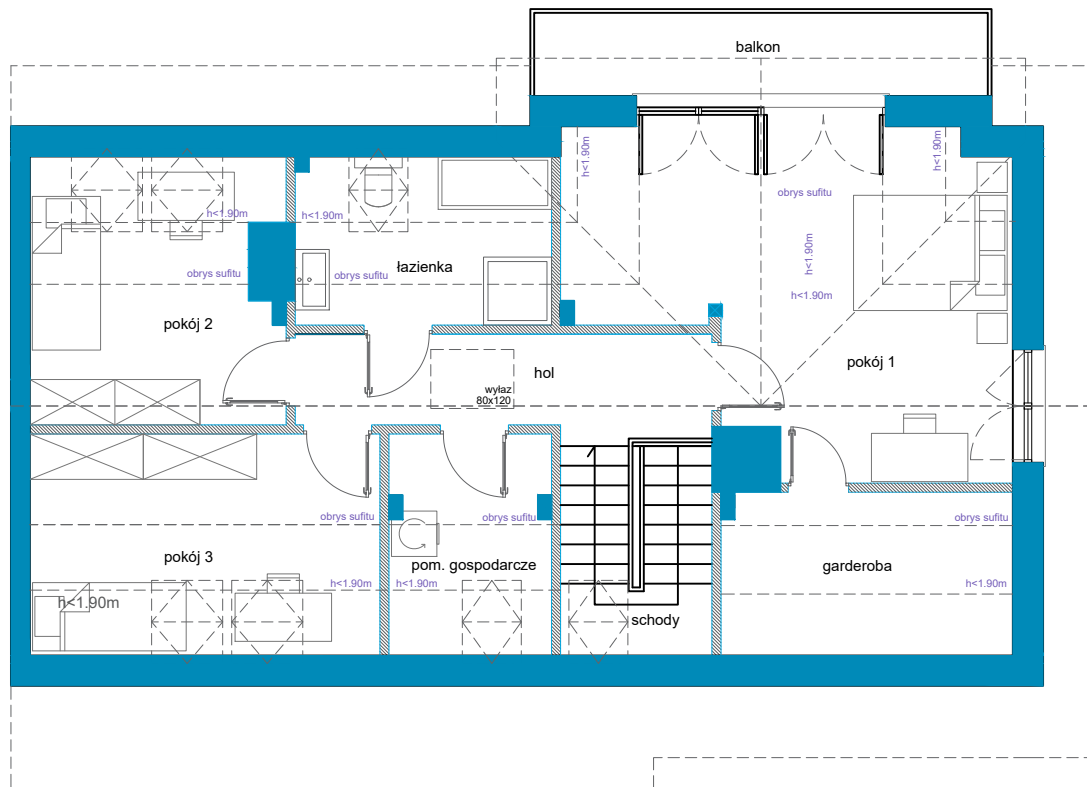 balkon
h<1.90m
h<1.90m
obrys sufitu
h<1.90m
h<1.90m
h<1.90m
obrys sufitu
obrys sufitu
łazienka
h<1.90m
pokój 2
pokój 1
hol
wyłaz
80x120
obrys sufitu
obrys sufitu
obrys sufitu
pokój 3
pom. gospodarcze
garderoba
h<1.90m
h<1.90m
h<1.90m
h<1.90m
schody